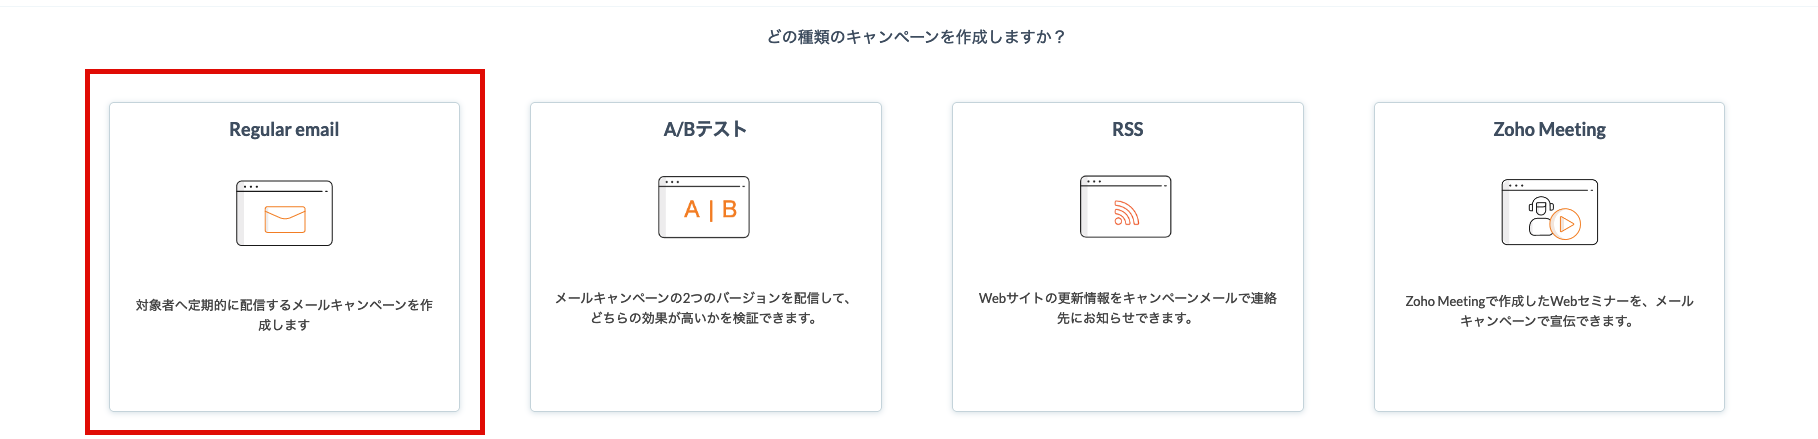 どの種類のキャンペーンを作成しますか？
Regular email
対象者へ定期的に配信するメールキャンペーンを作
成します
A/Bテスト
A | B
メールキャンペーンの2つのバージョンを配信して、
どちらの効果が高いかを検証できます。
RSS
Webサイトの更新情報をキャンペーンメールで連絡
先にお知らせできます。
Zoho Meeting
Zoho Meetingで作成したWebセミナーを、メール
キャンペーンで宣伝できます。